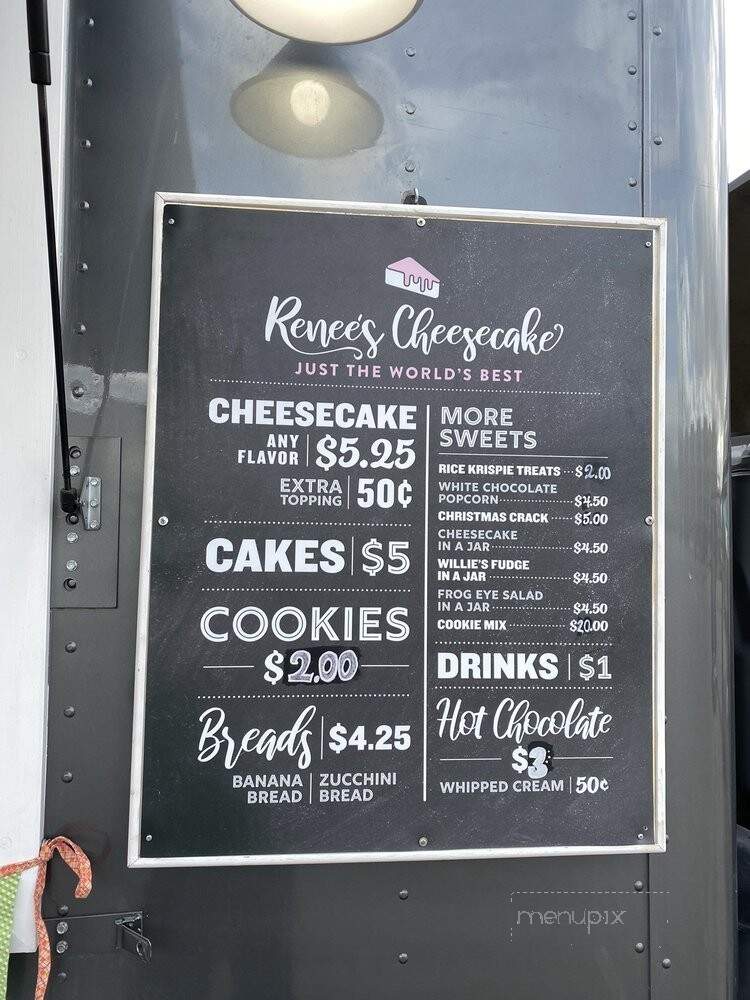 Renee's Cheesecake
JUST THE WORLD'S BEST
CHEESECAKE
ANY
FLAVOR $5.25
EXTRA
TOPPING 50¢
CAKES $5
COOKIES
$2.00
Breads $4.25
BANANA
BREAD
ZUCCHINI
BREAD
MORE
SWEETS
RICE KRISPIE TREATS $2.00
WHITE CHOCOLATE
POPCORN $4.50
CHRISTMAS CRACK $5.00
CHEESECAKE
IN A JAR $4.50
WILLIE'S FUDGE
IN A JAR $4.50
FROG EYE SALAD
IN A JAR $4.50
COOKIE MIX $20.00
DRINKS $1
Hot Chocolate
$3
WHIPPED CREAM 50¢
menupix